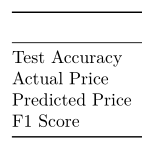 Test Accuracy
Actual Price
Predicted Price
F1 Score